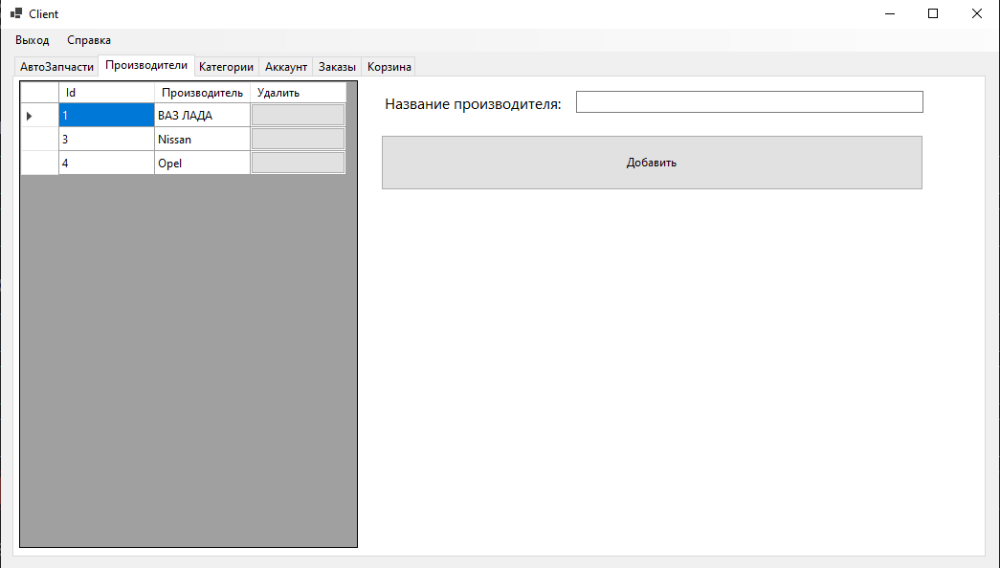 Client
Выход Справка
АвтоЗапчасти Производители Категории Аккаунт Заказы Корзина
Id Производитель Удалить
1 ВАЗ ЛАДА
3 Nissan
4 Opel
Название производителя:
Добавить